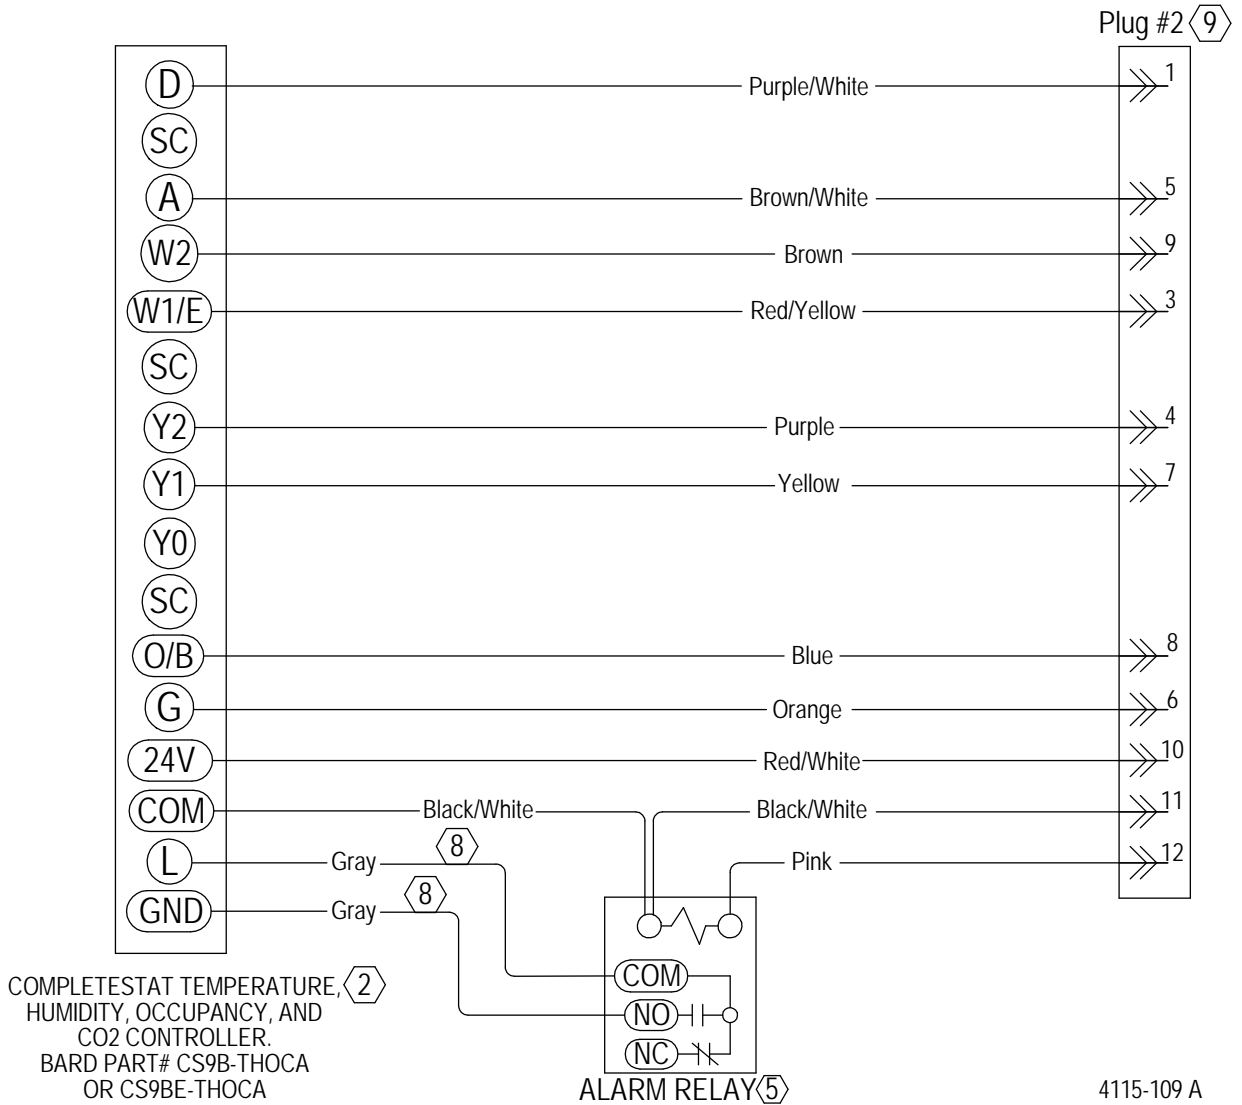 Plug #2 9
D Purple/White 1
SC
A Brown/White 5
W2 Brown 9
W1/E Red/Yellow 3
SC
Y2 Purple 4
Y1 Yellow 7
Y0
SC
O/B Blue 8
G Orange 6
24V Red/White 10
COM Black/White Black/White 11
L Gray 8 Pink 12
GND Gray 8
COM
NO
NC
COMPLETESTAT TEMPERATURE, 2
HUMIDITY, OCCUPANCY, AND
CO2 CONTROLLER.
BARD PART# CS9B-THOCA
OR CS9BE-THOCA
ALARM RELAY 5
4115-109 A